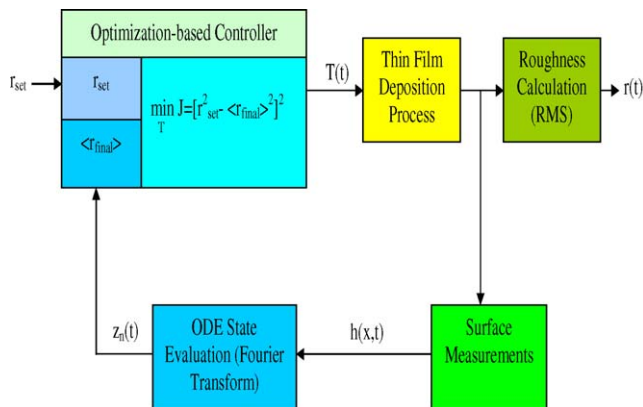 Optimization-based Controller
r_set
r_set
min J=[r²_set- <r_final>²]²
T
<r_final>
T(t)
Thin Film
Deposition
Process
Roughness
Calculation
(RMS)
r(t)
z_n(t)
ODE State
Evaluation (Fourier
Transform)
h(x,t)
Surface
Measurements